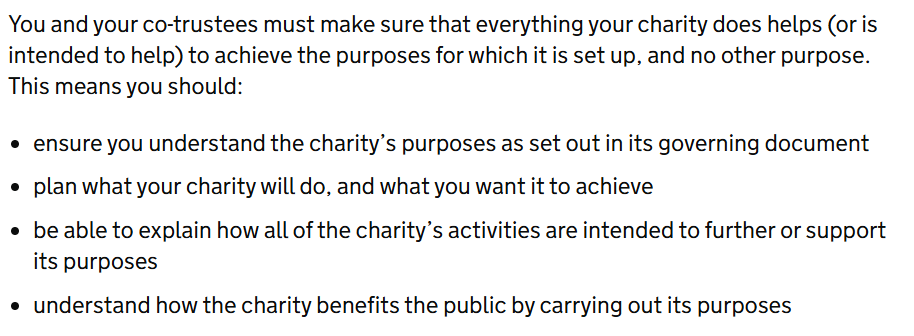 You and your co-trustees must make sure that everything your charity does helps (or is
intended to help) to achieve the purposes for which it is set up, and no other purpose.
This means you should:
• ensure you understand the charity’s purposes as set out in its governing document
• plan what your charity will do, and what you want it to achieve
• be able to explain how all of the charity’s activities are intended to further or support
its purposes
• understand how the charity benefits the public by carrying out its purposes